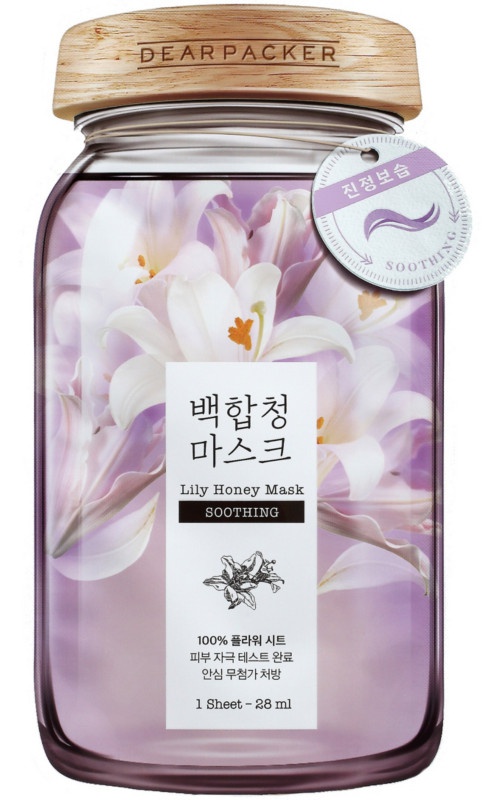 DEARPACKER
진정보습
SOOTHING
백합청
마스크
Lily Honey Mask
SOOTHING
100% 플라워 시트
피부 자극 테스트 완료
안심 무첨가 처방
1 Sheet – 28 ml